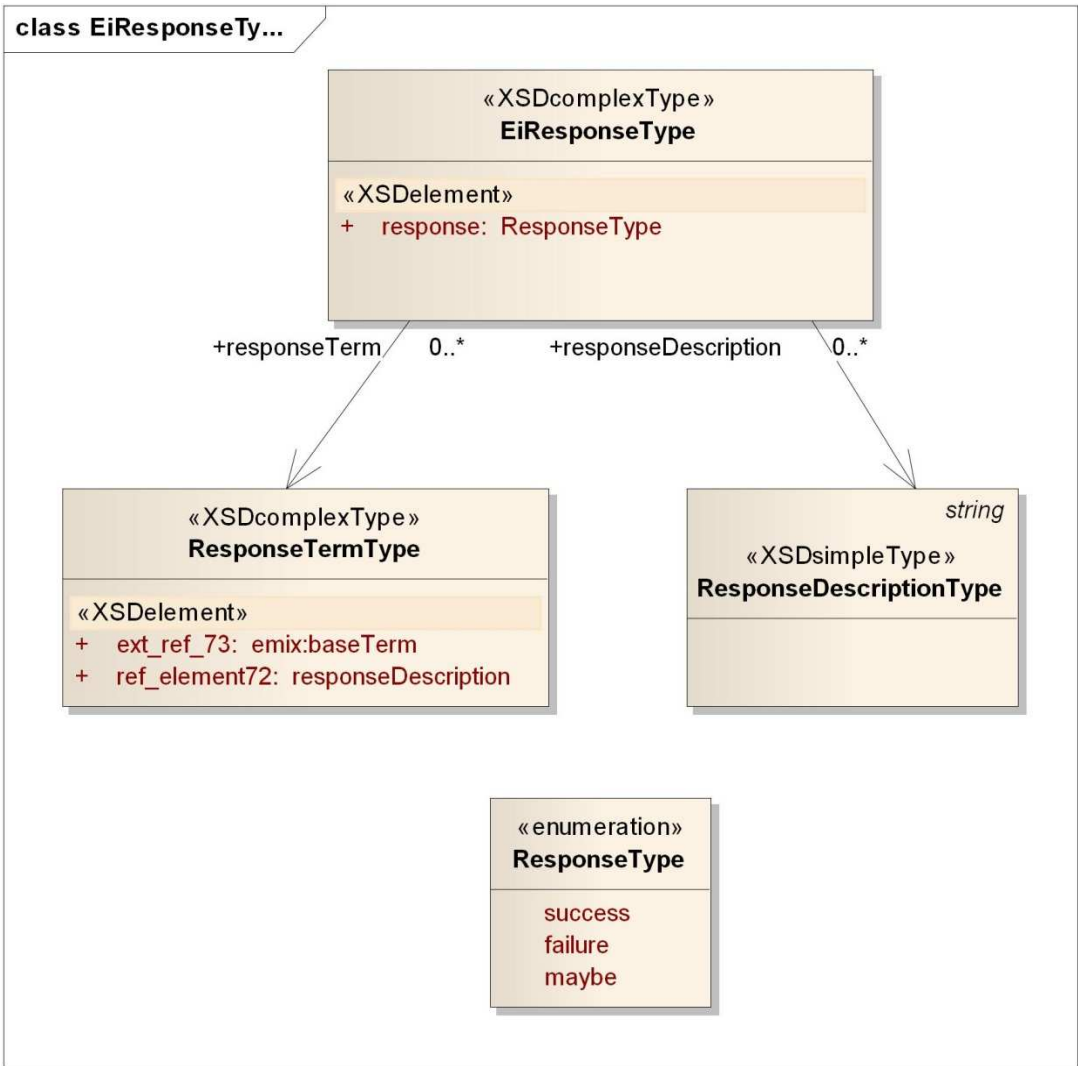 class EiResponseTy...
«XSDcomplexType»
EiResponseType
«XSDelement»
+ response: ResponseType
+responseTerm 0..* +responseDescription 0..*
«XSDcomplexType»
ResponseTermType
«XSDelement»
+ ext_ref_73: emix:baseTerm
+ ref_element72: responseDescription
string
«XSDsimpleType»
ResponseDescriptionType
«enumeration»
ResponseType
success
failure
maybe